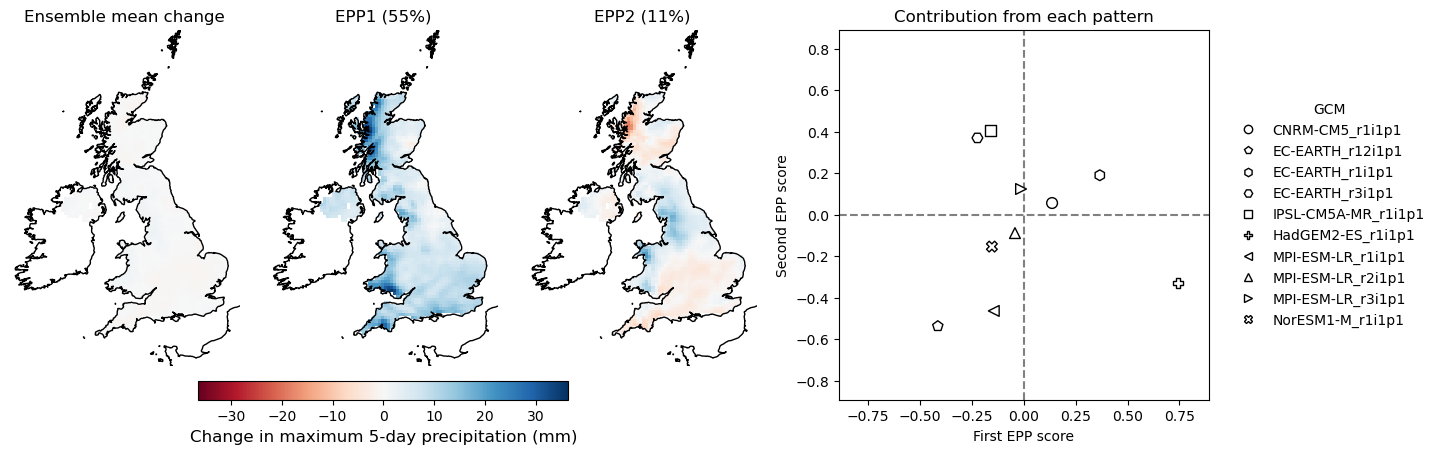 Ensemble mean change
EPP1 (55%)
EPP2 (11%)
−30
−20
−10
0
10
20
30
Change in maximum 5-day precipitation (mm)
Contribution from each pattern
Second EPP score
0.8
0.6
0.4
0.2
0.0
−0.2
−0.4
−0.6
−0.8
−0.75
−0.50
−0.25
0.00
0.25
0.50
0.75
First EPP score
GCM
CNRM-CM5_r1i1p1
EC-EARTH_r12i1p1
EC-EARTH_r1i1p1
EC-EARTH_r3i1p1
IPSL-CM5A-MR_r1i1p1
HadGEM2-ES_r1i1p1
MPI-ESM-LR_r1i1p1
MPI-ESM-LR_r2i1p1
MPI-ESM-LR_r3i1p1
NorESM1-M_r1i1p1